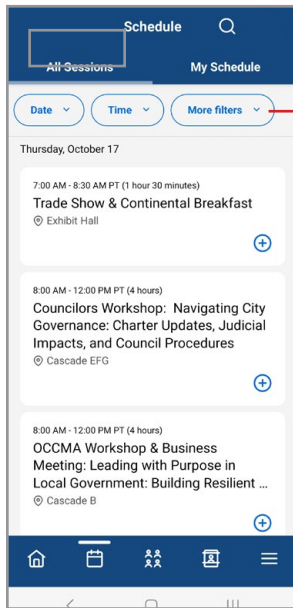 Schedule
All Sessions
My Schedule
Date
Time
More filters
Thursday, October 17
7:00 AM - 8:30 AM PT (1 hour 30 minutes)
Trade Show & Continental Breakfast
Exhibit Hall
8:00 AM - 12:00 PM PT (4 hours)
Councilors Workshop:  Navigating City
Governance: Charter Updates, Judicial
Impacts, and Council Procedures
Cascade EFG
8:00 AM - 12:00 PM PT (4 hours)
OCCMA Workshop & Business
Meeting: Leading with Purpose in
Local Government: Building Resilient ...
Cascade B